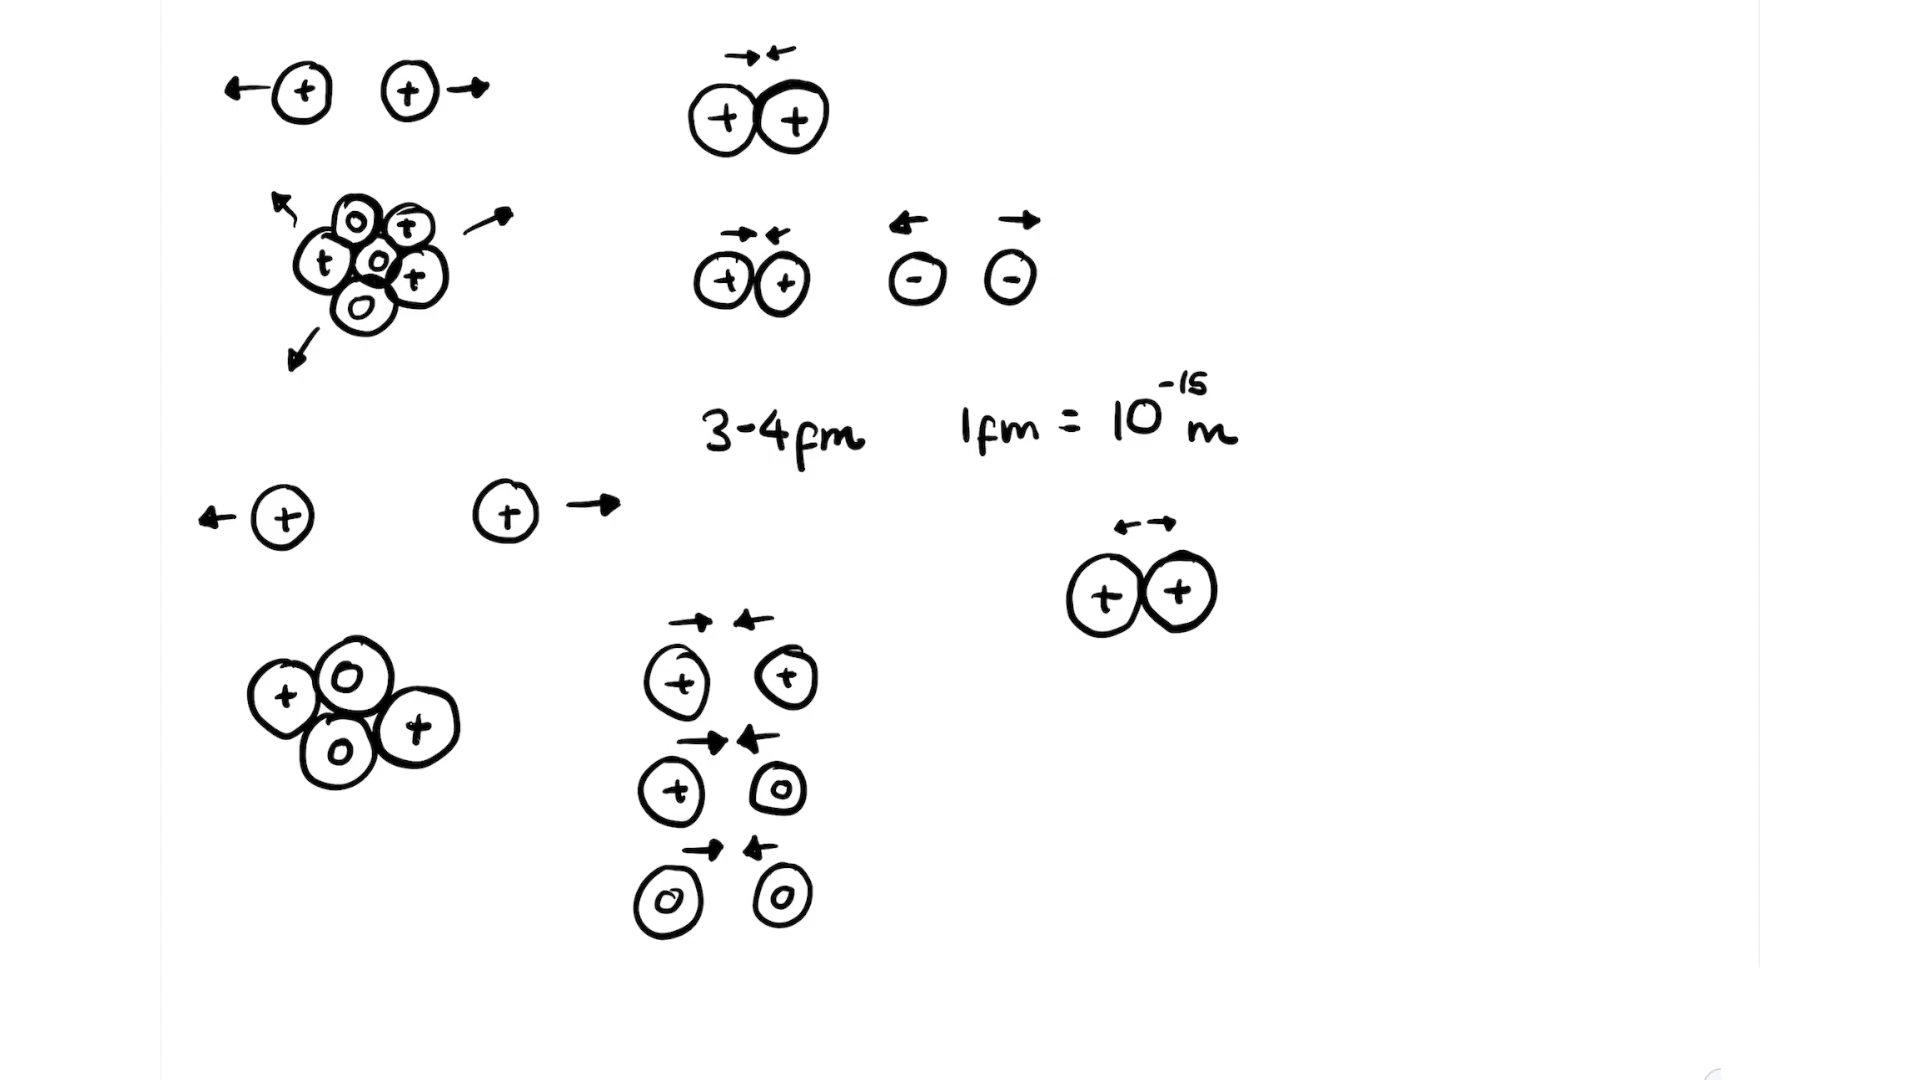 + +
+ +
O +
+ O +
O
+ + - -
3-4fm 1fm = 10^-15 m
+ +
+ +
+ O + +
O +
+ O
O O